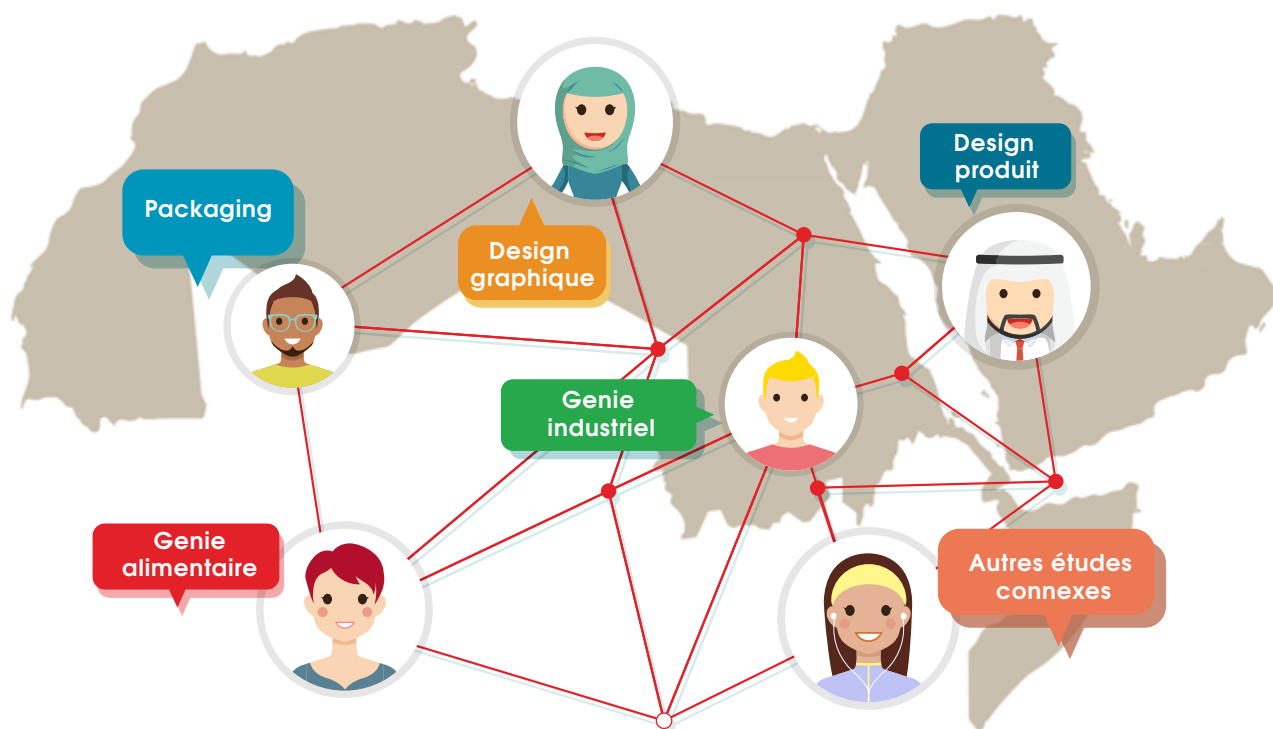 Design
produit
Packaging
Design
graphique
Genie
industriel
Genie
alimentaire
Autres études
connexes